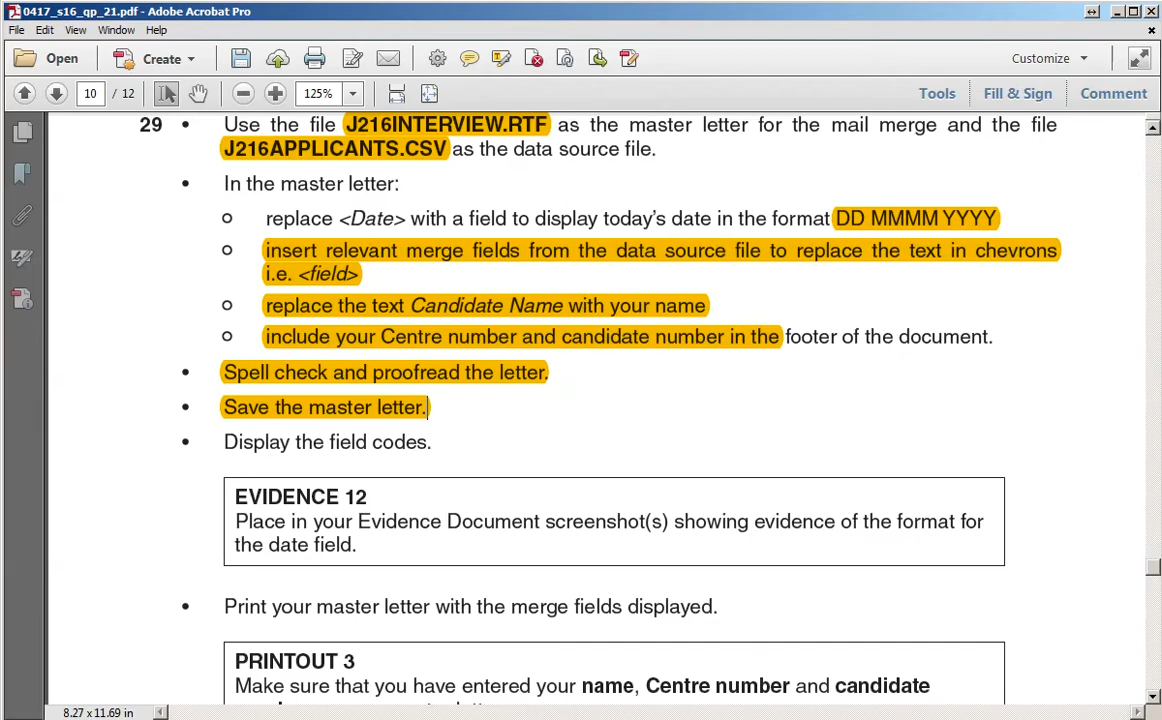 0417_s16_qp_21.pdf - Adobe Acrobat Pro
File Edit View Window Help
Open Create Customize
10 / 12 125% Tools Fill & Sign Comment
29 • Use the file J216INTERVIEW.RTF as the master letter for the mail merge and the file
J216APPLICANTS.CSV as the data source file.
• In the master letter:
o replace <Date> with a field to display today's date in the format DD MMMM YYYY
o insert relevant merge fields from the data source file to replace the text in chevrons
i.e. <field>
o replace the text Candidate Name with your name
o include your Centre number and candidate number in the footer of the document.
• Spell check and proofread the letter.
• Save the master letter.
• Display the field codes.
EVIDENCE 12
Place in your Evidence Document screenshot(s) showing evidence of the format for
the date field.
• Print your master letter with the merge fields displayed.
PRINTOUT 3
Make sure that you have entered your name, Centre number and candidate
8.27 x 11.69 in